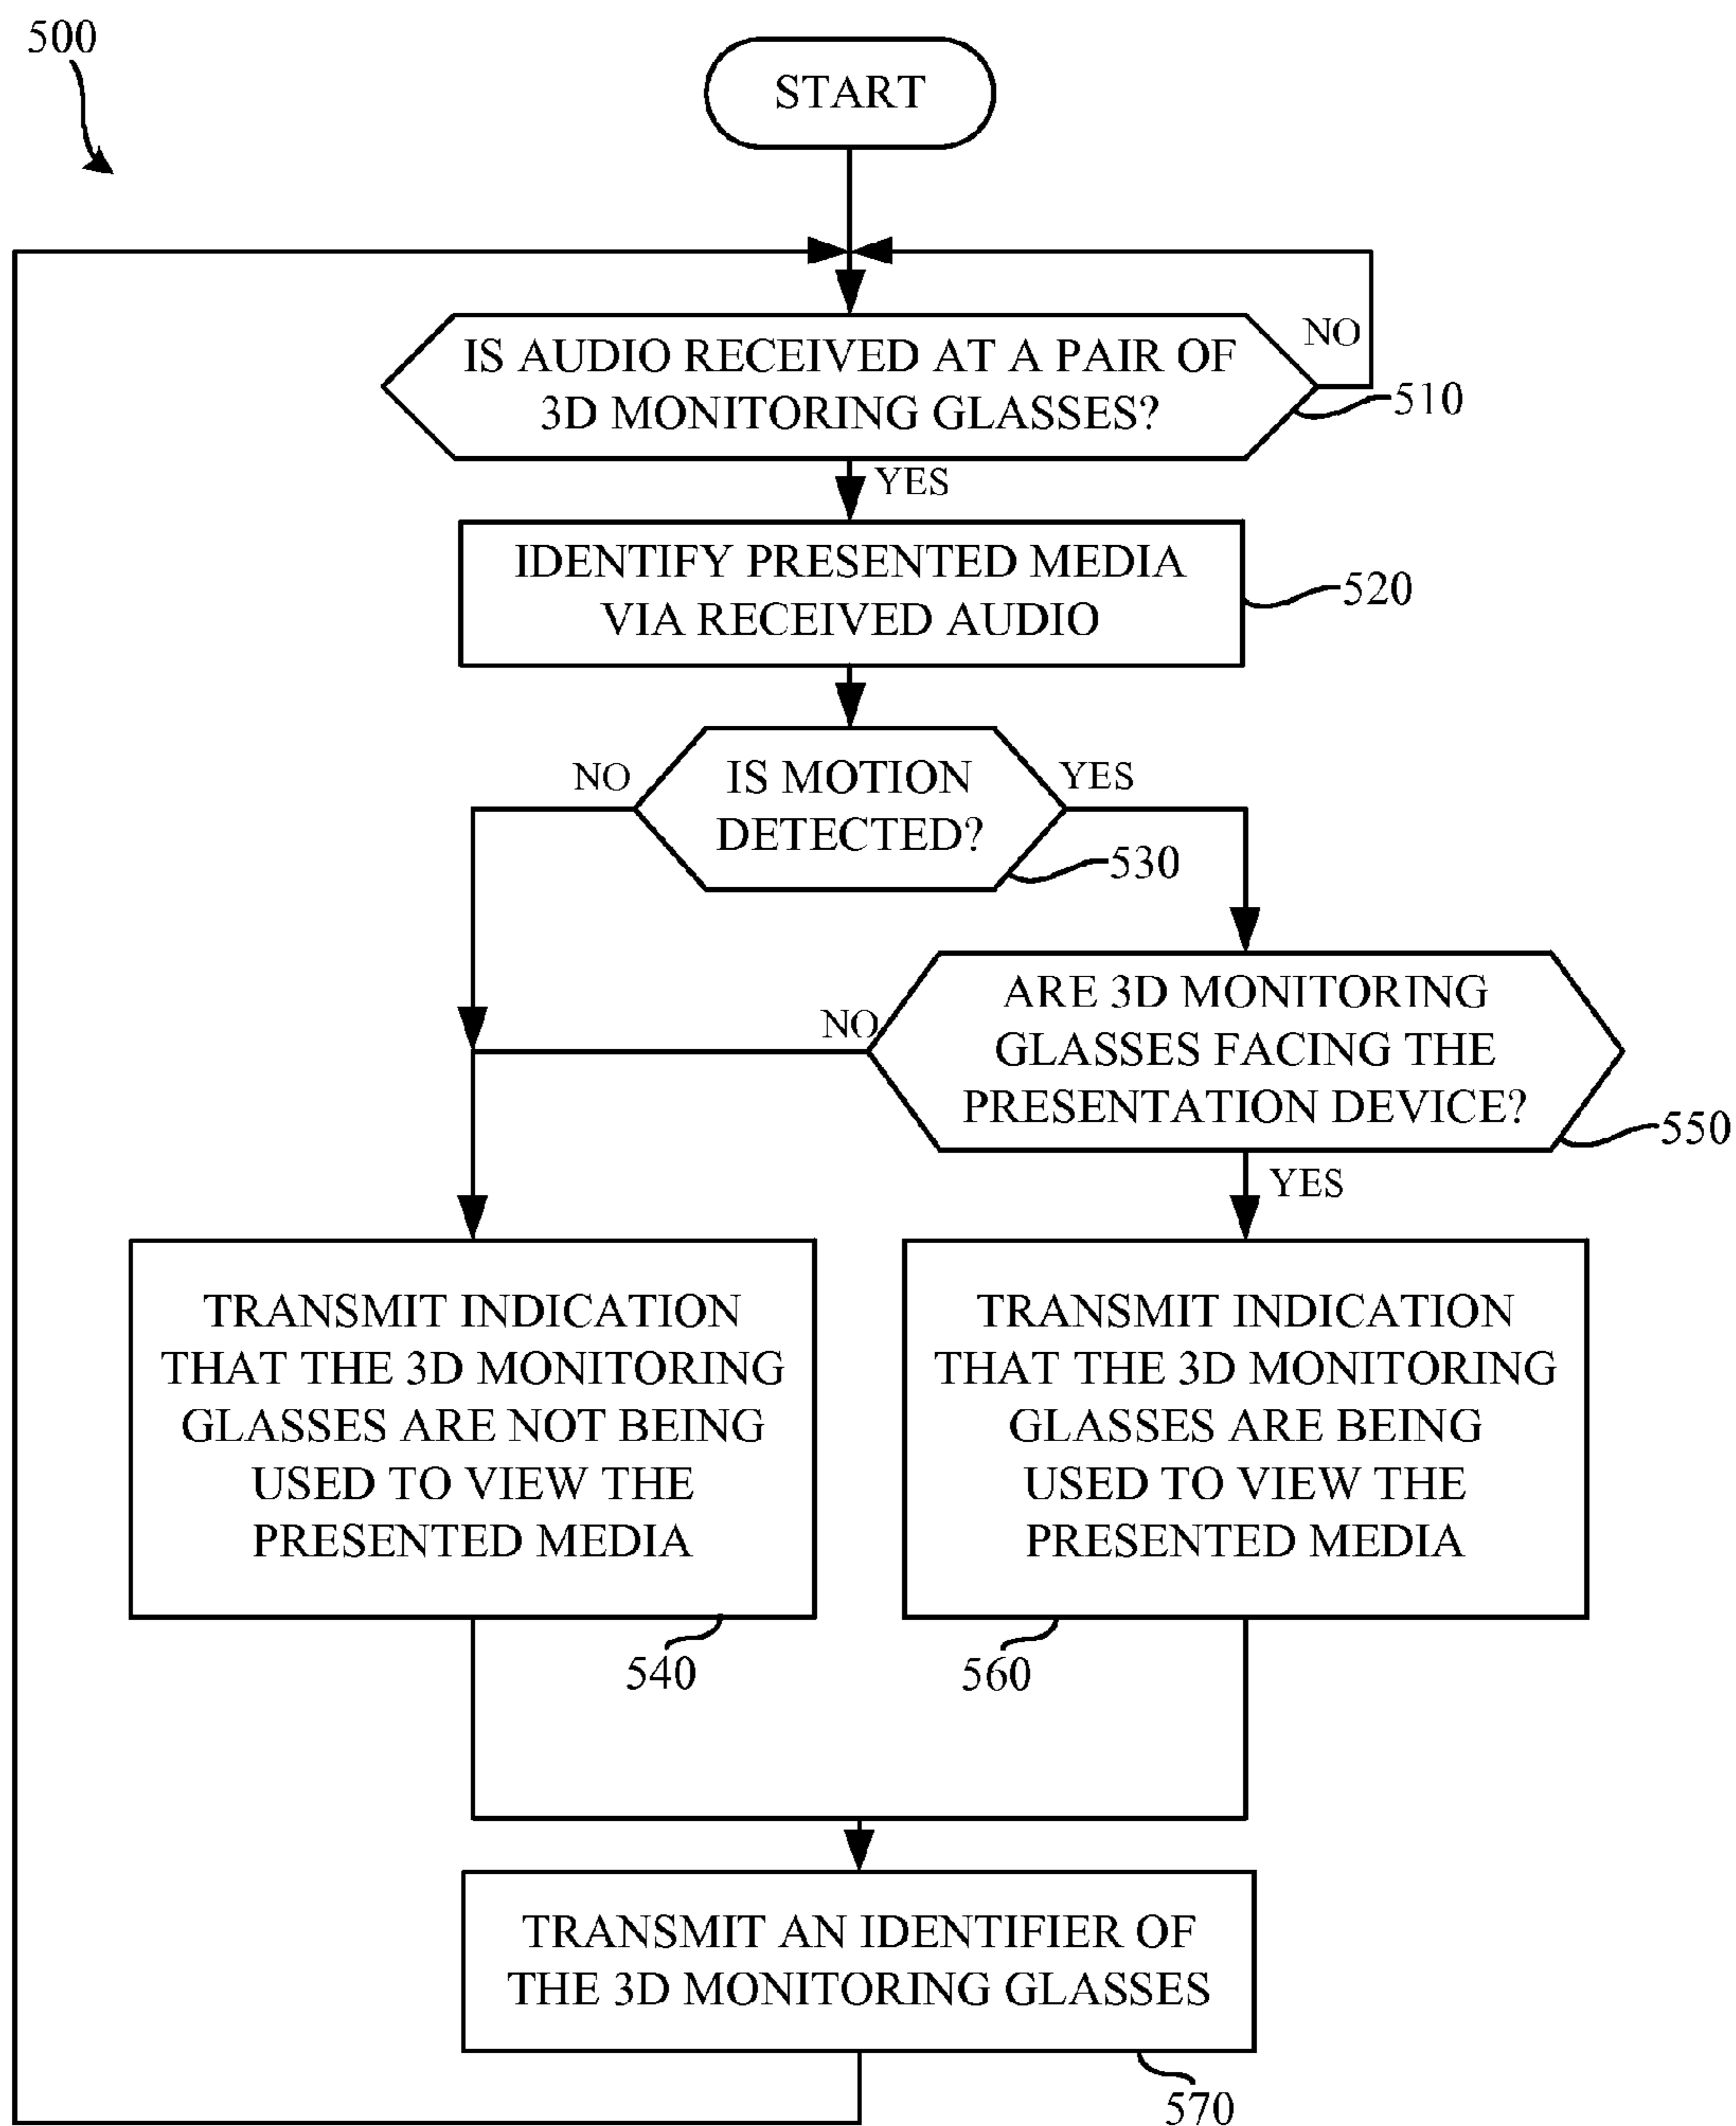 500
START
NO
IS AUDIO RECEIVED AT A PAIR OF
3D MONITORING GLASSES?
510
YES
IDENTIFY PRESENTED MEDIA
VIA RECEIVED AUDIO
520
NO
IS MOTION
DETECTED?
YES
530
NO
ARE 3D MONITORING
GLASSES FACING THE
PRESENTATION DEVICE?
550
YES
TRANSMIT INDICATION
THAT THE 3D MONITORING
GLASSES ARE NOT BEING
USED TO VIEW THE
PRESENTED MEDIA
540
TRANSMIT INDICATION
THAT THE 3D MONITORING
GLASSES ARE BEING
USED TO VIEW THE
PRESENTED MEDIA
560
TRANSMIT AN IDENTIFIER OF
THE 3D MONITORING GLASSES
570